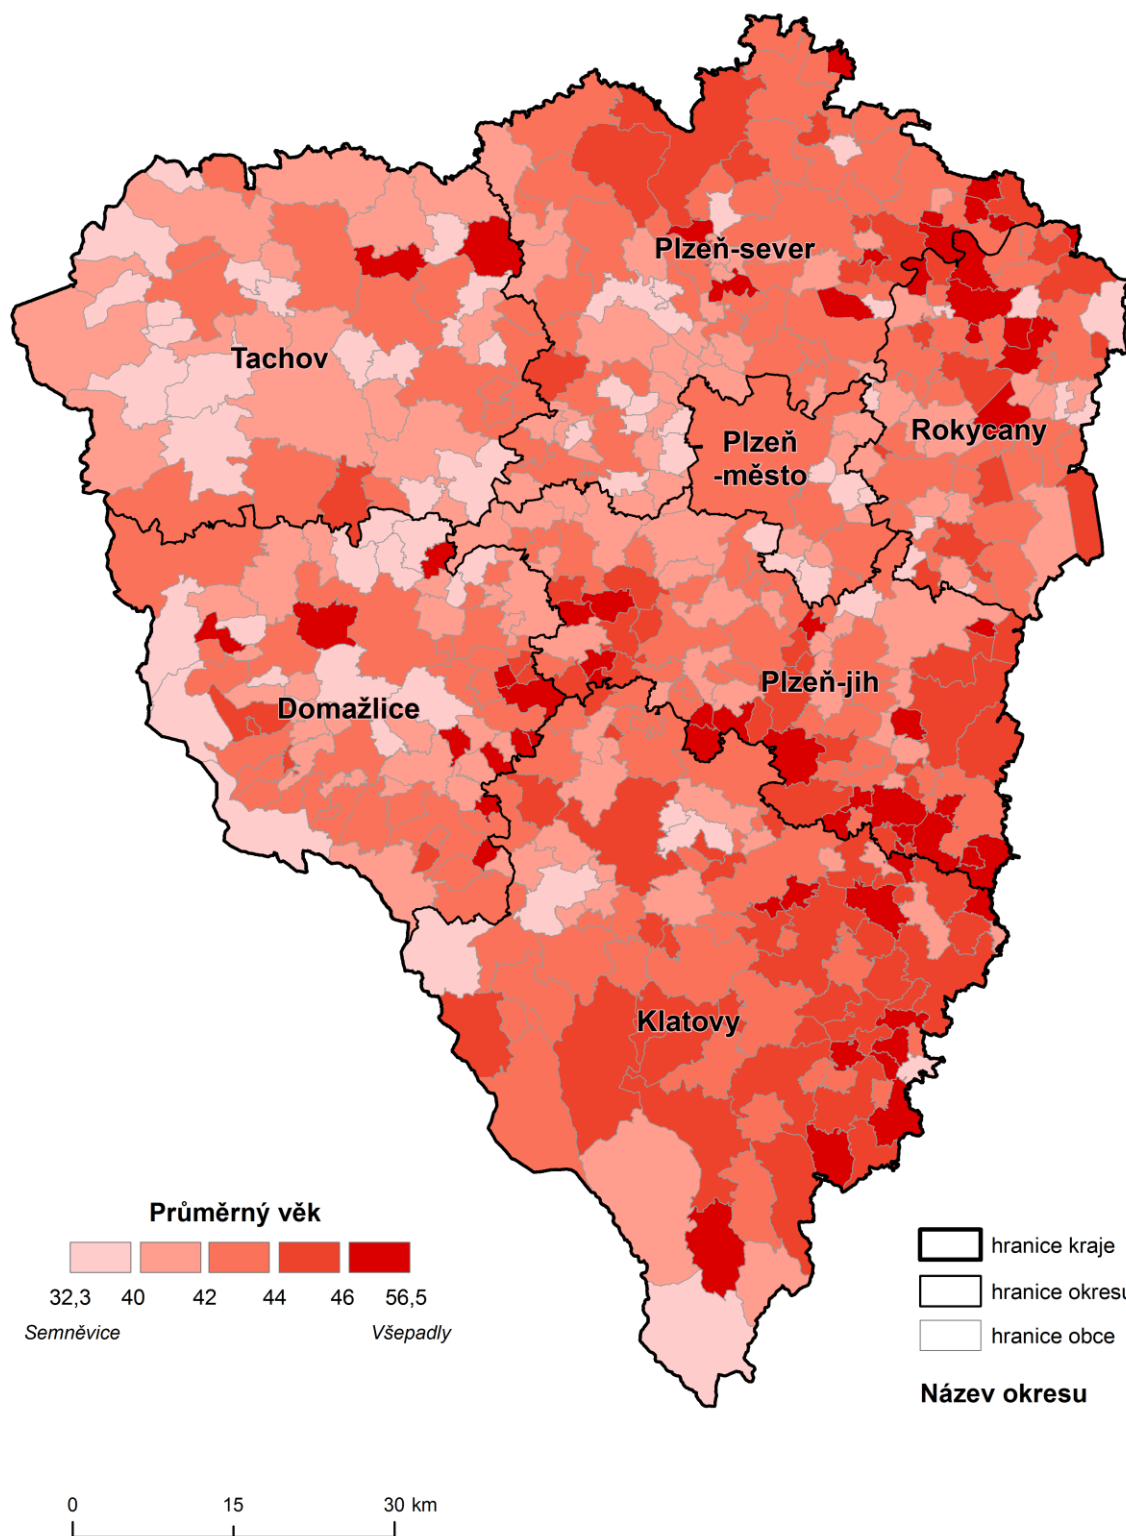 Plzeň-sever
Tachov
Rokycany
Plzeň
-město
Plzeň-jih
Domažlice
Klatovy
Průměrný věk
32,3 40 42 44 46 56,5
Semněvice Všepadly
hranice kraje
hranice okresu
hranice obce
Název okresu
0 15 30 km